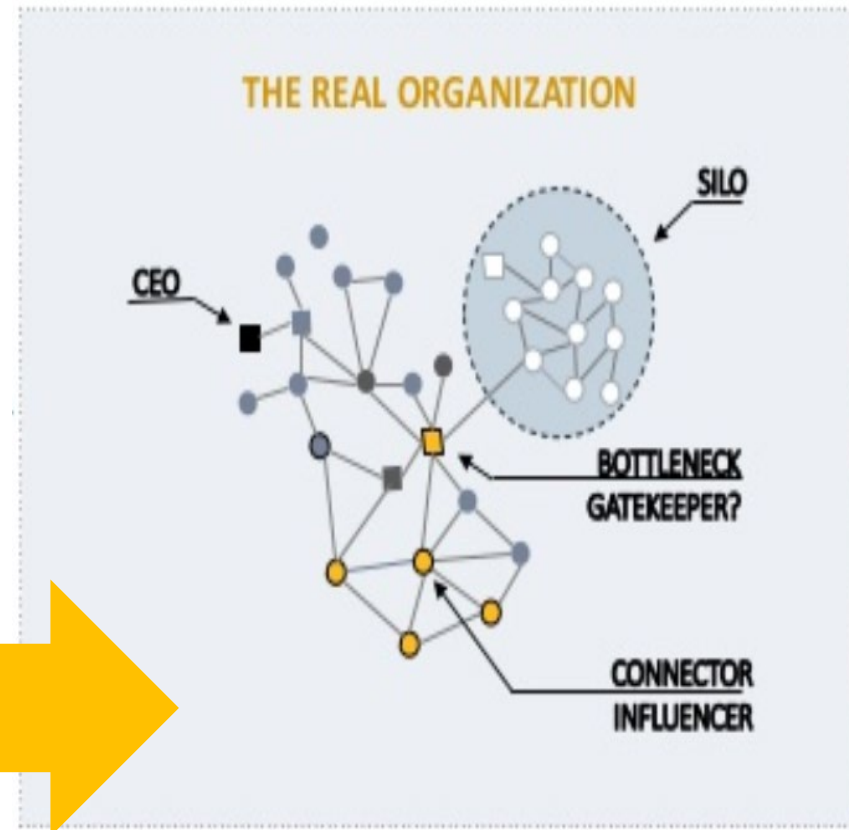 THE REAL ORGANIZATION
SILO
CEO
BOTTLENECK
GATEKEEPER?
CONNECTOR
INFLUENCER